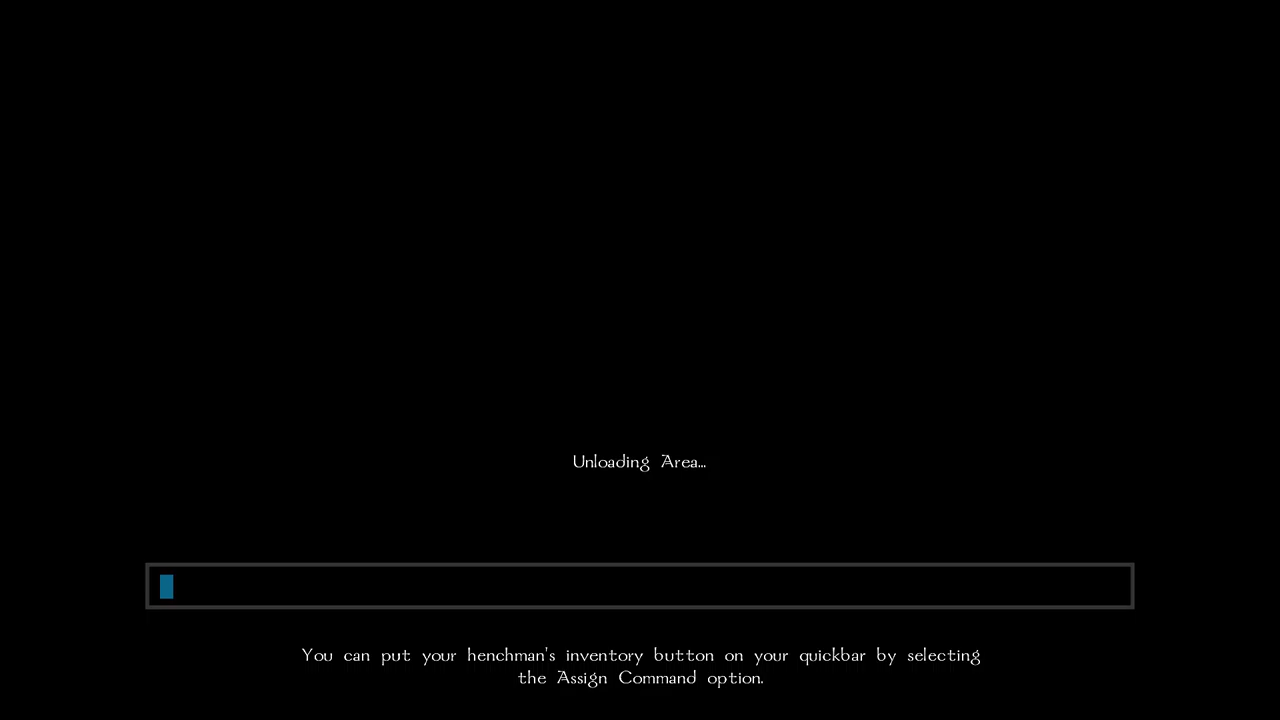 Unloading Area...
You can put your henchman's inventory button on your quickbar by selecting
the Assign Command option.